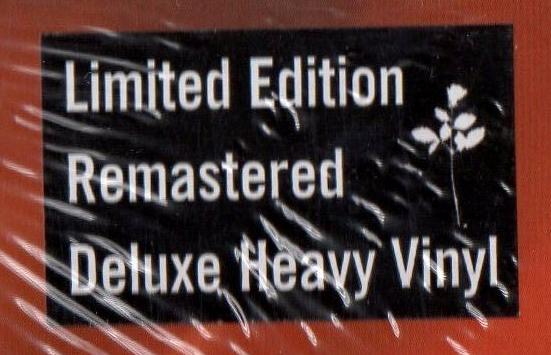 Limited Edition
Remastered
Deluxe Heavy Vinyl